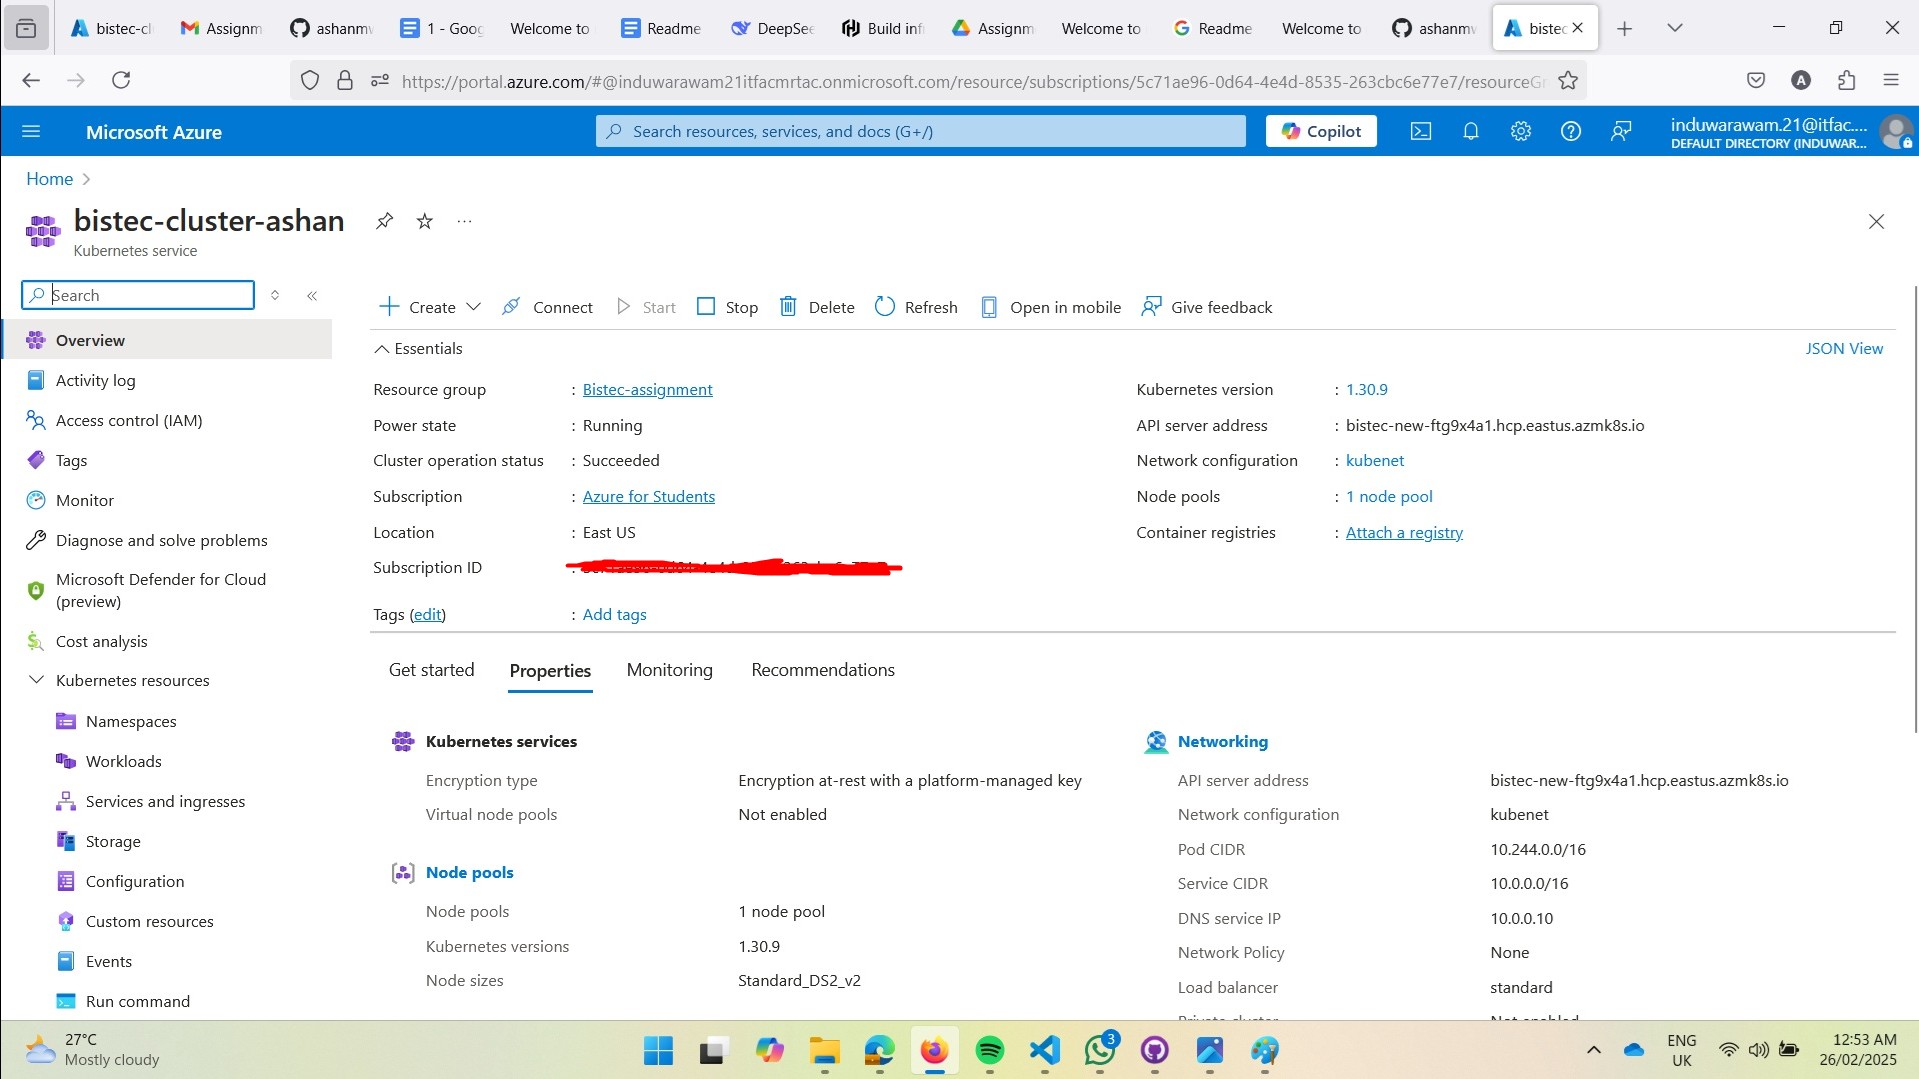 bistec-cl
Assignm
ashanmw
1 - Goog
Welcome to
Readme
DeepSee
Build infr
Assignm
Welcome to
Readme
Welcome to
ashanmw
bistec
https://portal.azure.com/#@induwarawam21itfacmrtac.onmicrosoft.com/resource/subscriptions/5c71ae96-0d64-4e4d-8535-263cbc6e77e7/resourceGr
A
Microsoft Azure
Search resources, services, and docs (G+/)
Copilot
induwarawam.21@itfac....
DEFAULT DIRECTORY (INDUWAR...
Home
bistec-cluster-ashan
...
Kubernetes service
Search
Create
Connect
Start
Stop
Delete
Refresh
Open in mobile
Give feedback
Overview
Activity log
Access control (IAM)
Tags
Monitor
Diagnose and solve problems
Microsoft Defender for Cloud
(preview)
Cost analysis
Kubernetes resources
Namespaces
Workloads
Services and ingresses
Storage
Configuration
Custom resources
Events
Run command
Essentials
JSON View
Resource group : Bistec-assignment
Power state : Running
Cluster operation status : Succeeded
Subscription : Azure for Students
Location : East US
Subscription ID :
Tags (edit) : Add tags
Kubernetes version : 1.30.9
API server address : bistec-new-ftg9x4a1.hcp.eastus.azmk8s.io
Network configuration : kubenet
Node pools : 1 node pool
Container registries : Attach a registry
Get started
Properties
Monitoring
Recommendations
Kubernetes services
Encryption type Encryption at-rest with a platform-managed key
Virtual node pools Not enabled
Node pools
Node pools 1 node pool
Kubernetes versions 1.30.9
Node sizes Standard_DS2_v2
Networking
API server address bistec-new-ftg9x4a1.hcp.eastus.azmk8s.io
Network configuration kubenet
Pod CIDR 10.244.0.0/16
Service CIDR 10.0.0.0/16
DNS service IP 10.0.0.10
Network Policy None
Load balancer standard
Private cluster Not enabled
27°C
Mostly cloudy
3
ENG
UK
12:53 AM
26/02/2025